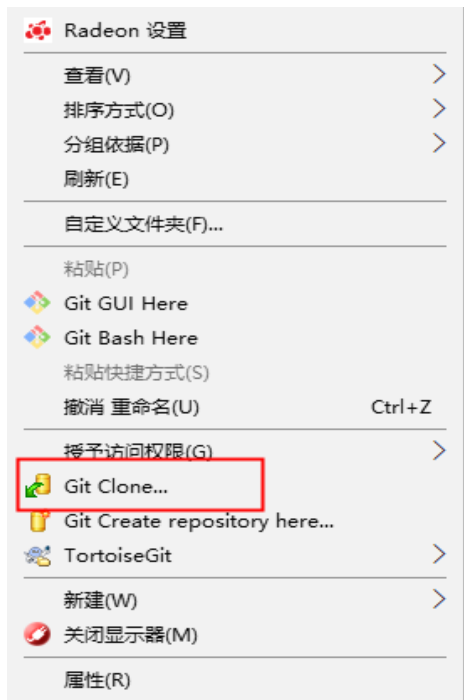 Radeon 设置
查看(V)
排序方式(O)
分组依据(P)
刷新(E)
自定义文件夹(F)...
粘贴(P)
Git GUI Here
Git Bash Here
粘贴快捷方式(S)
撤消 重命名(U) Ctrl+Z
授予访问权限(G)
Git Clone...
Git Create repository here...
TortoiseGit
新建(W)
关闭显示器(M)
属性(R)